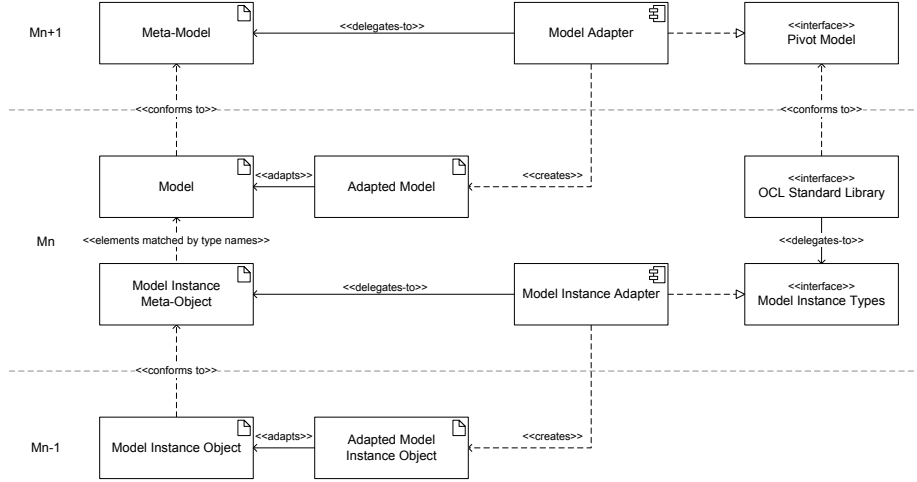 Mn+1
Meta-Model
<<delegates-to>>
Model Adapter
<<interface>>
Pivot Model
<<conforms to>>
<<conforms to>>
Model
<<adapts>>
Adapted Model
<<creates>>
<<interface>>
OCL Standard Library
Mn
<<elements matched by type names>>
<<delegates-to>>
Model Instance
Meta-Object
<<delegates-to>>
Model Instance Adapter
<<interface>>
Model Instance Types
<<conforms to>>
Mn-1
Model Instance Object
<<adapts>>
Adapted Model
Instance Object
<<creates>>